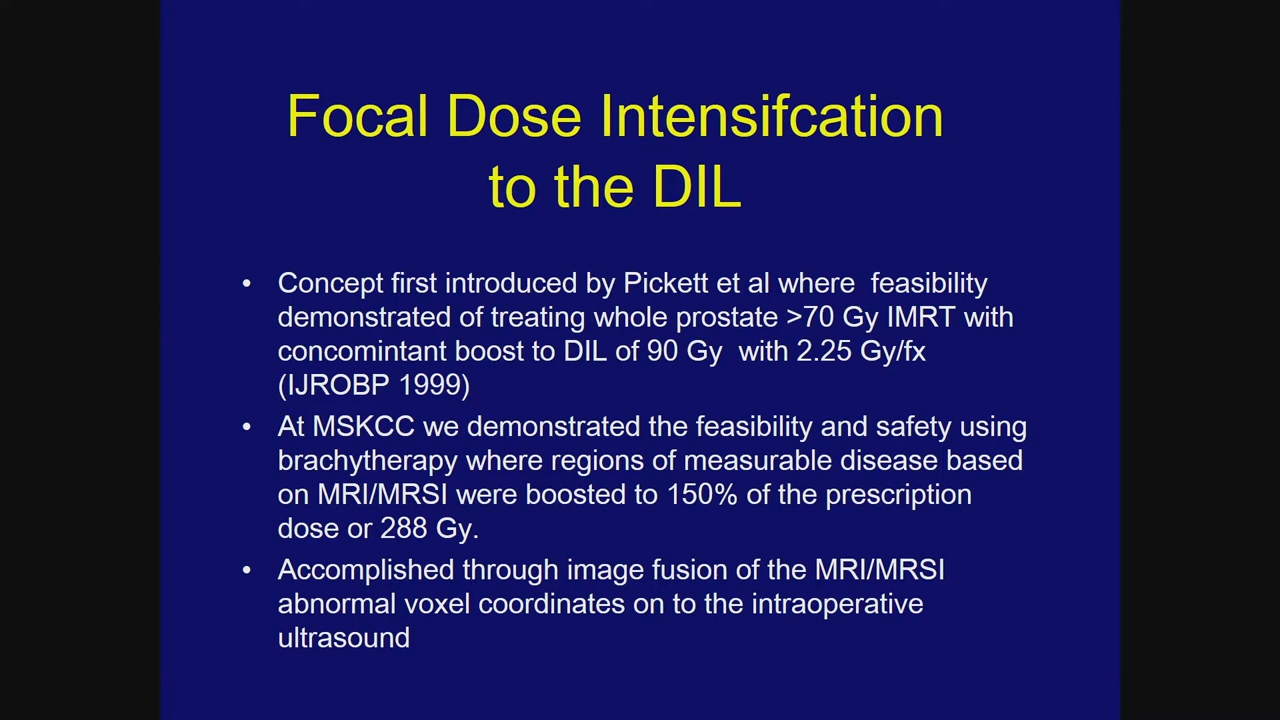 Focal Dose Intensifcation
to the DIL
• Concept first introduced by Pickett et al where feasibility
demonstrated of treating whole prostate >70 Gy IMRT with
concomintant boost to DIL of 90 Gy with 2.25 Gy/fx
(IJROBP 1999)
• At MSKCC we demonstrated the feasibility and safety using
brachytherapy where regions of measurable disease based
on MRI/MRSI were boosted to 150% of the prescription
dose or 288 Gy.
• Accomplished through image fusion of the MRI/MRSI
abnormal voxel coordinates on to the intraoperative
ultrasound